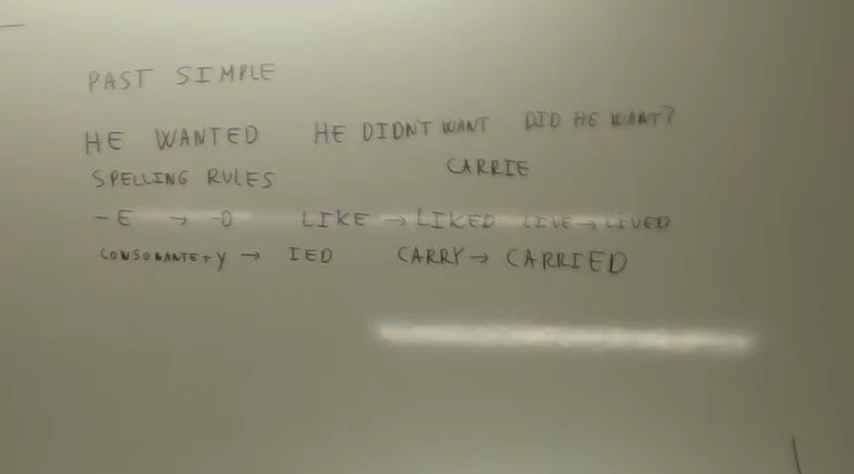 PAST SIMPLE
HE WANTED HE DIDN'T WANT DID HE WANT?
SPELLING RULES CARRIE
-E → -D LIKE → LIKED LIVE → LIVED
CONSONANTE+Y → IED CARRY → CARRIED